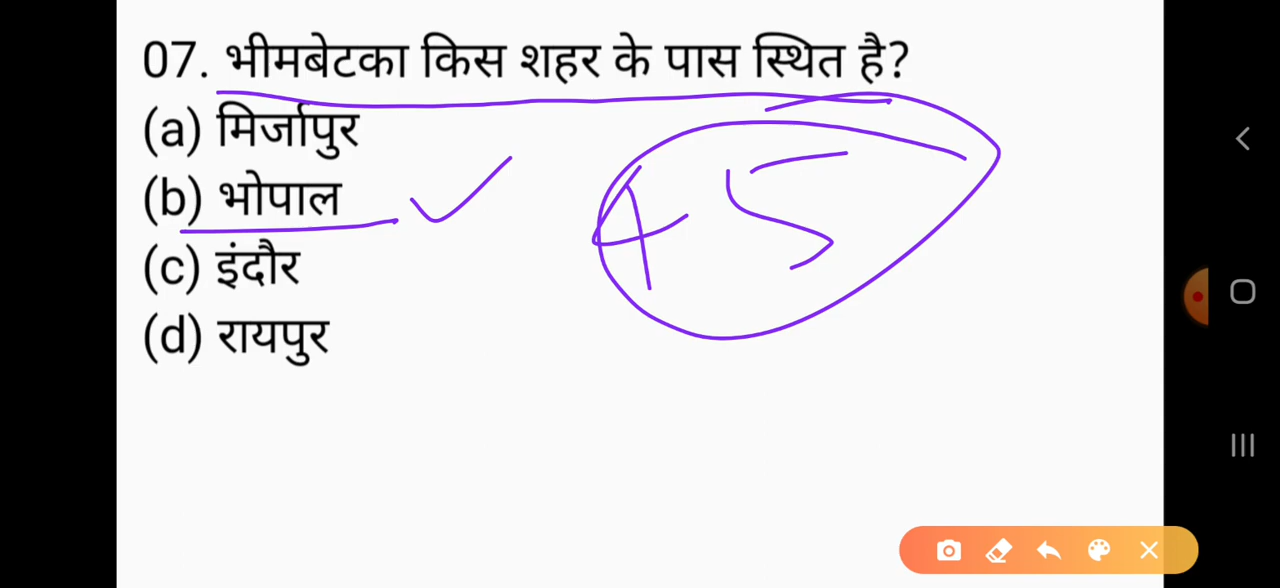 07. भीमबेटका किस शहर के पास स्थित है?
(a) मिर्जापुर
(b) भोपाल
(c) इंदौर
(d) रायपुर
45